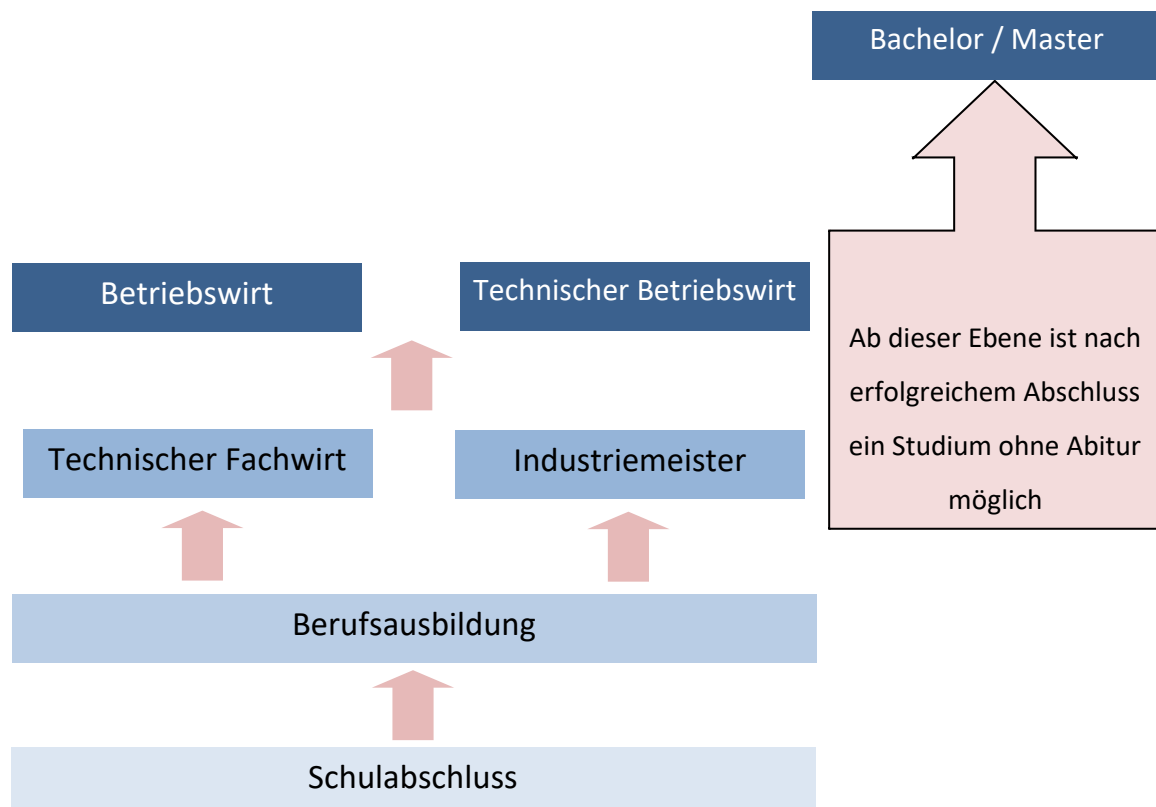 Bachelor / Master
Betriebswirt
Technischer Betriebswirt
Ab dieser Ebene ist nach
erfolgreichem Abschluss
ein Studium ohne Abitur
möglich
Technischer Fachwirt
Industriemeister
Berufsausbildung
Schulabschluss